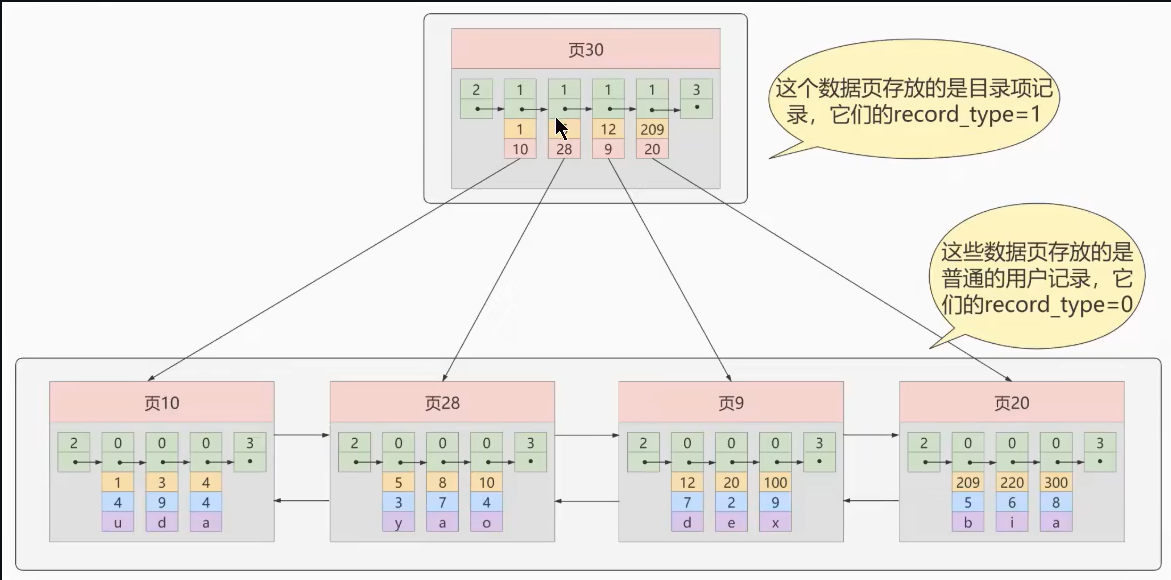 页30
2 1 1 1 1 3
1 12 209
10 28 9 20
这个数据页存放的是目录项记
录，它们的record_type=1
这些数据页存放的是
普通的用户记录，它
们的record_type=0
页10
2 0 0 0 3
1 3 4
4 9 4
u d a
页28
2 0 0 0 3
5 8 10
3 7 4
y a o
页9
2 0 0 0 3
12 20 100
7 2 9
d e x
页20
2 0 0 0 3
209 220 300
5 6 8
b i a